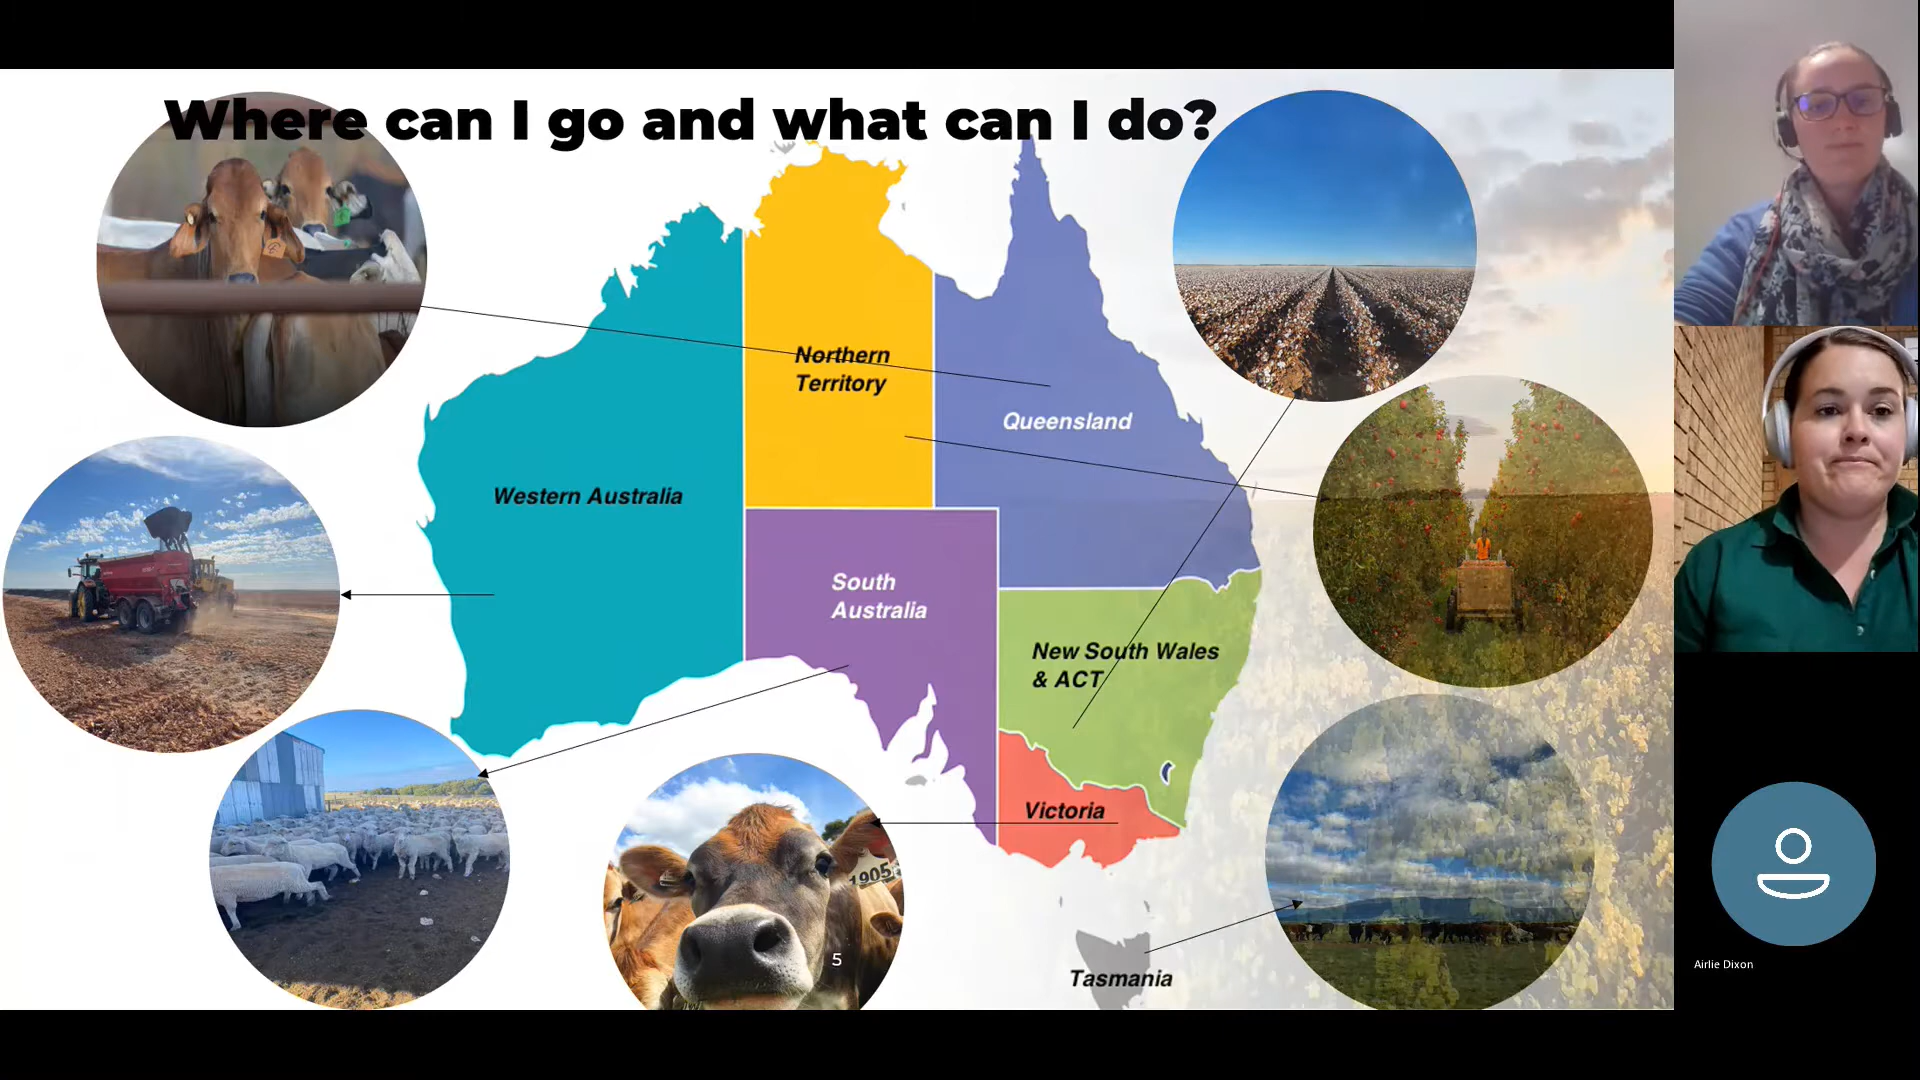 Where can I go and what can I do?
Northern
Territory
Queensland
Western Australia
South
Australia
New South Wales
& ACT
Victoria
1905
5
Tasmania
Airlie Dixon